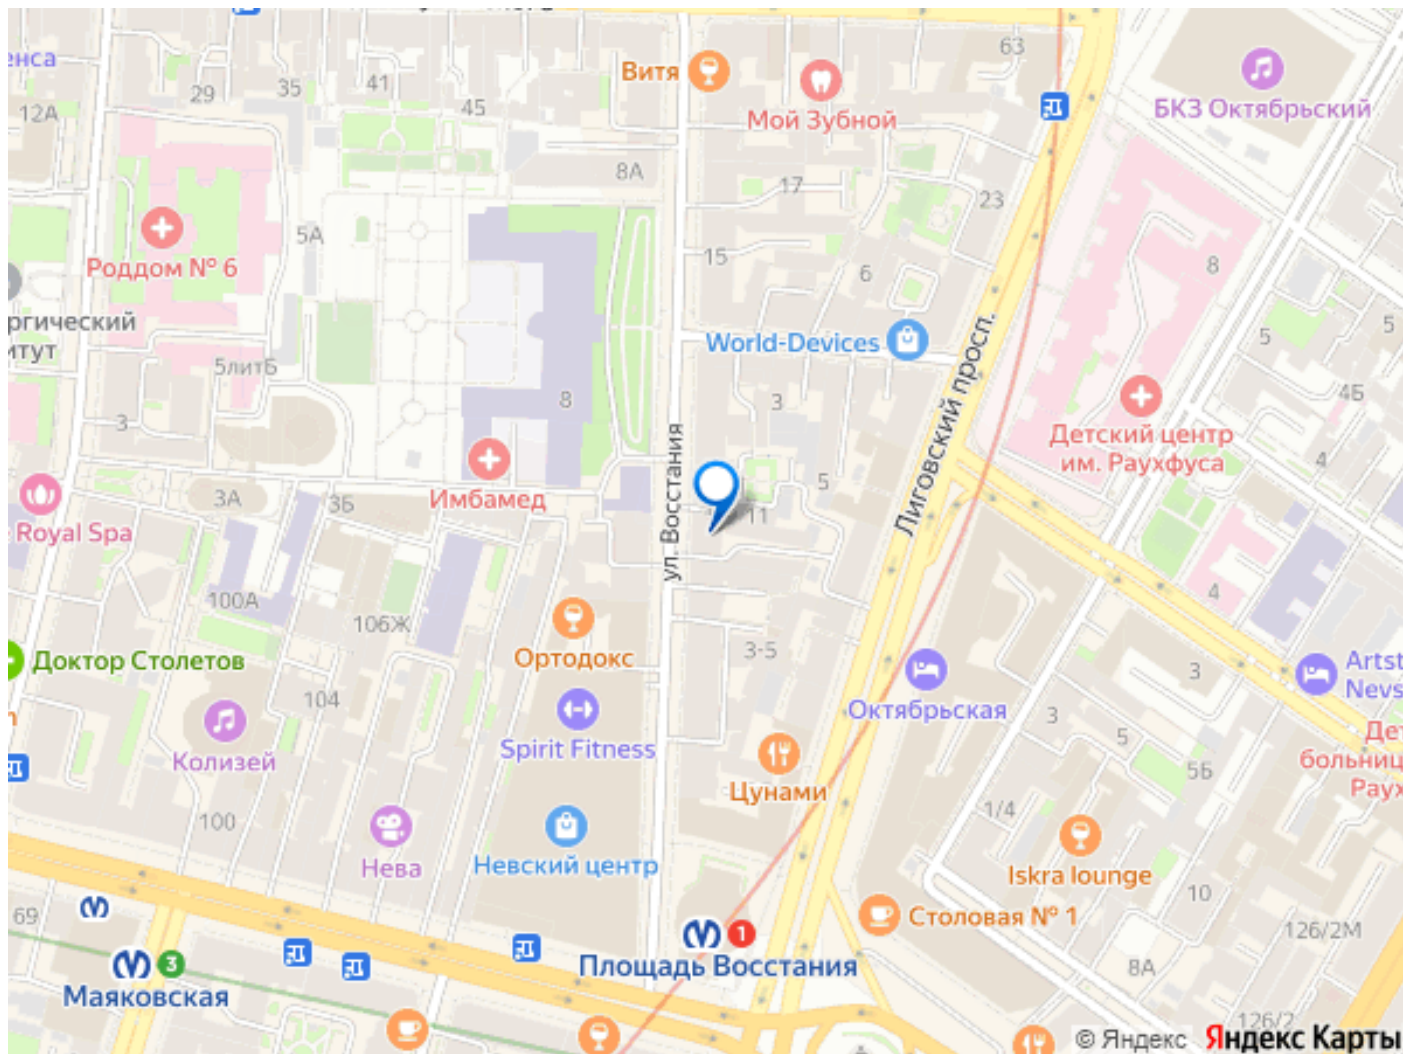 енса
12А
29
35
41
45
Витя
Мой Зубной
63
БКЗ Октябрьский
8А
17
23
Роддом № 6
5А
15
6
8
ргический
итут
World-Devices
5
5
5литБ
3
8
3
4Б
Детский центр
им. Раухфуса
Лиговский просп.
ул. Восстания
Имбамед
3А
3Б
5
4
Royal Spa
11
100А
106Ж
4
Ортодокс
3-5
Доктор Столетов
104
Октябрьская
3
Artst
Nevs
Колизей
Spirit Fitness
3
5
5Б
Дет
больниц
Раух
Цунами
1/4
100
Нева
Невский центр
Iskra lounge
10
69
Столовая № 1
126/2М
1
3
Маяковская
Площадь Восстания
8А
126/2
© Яндекс Яндекс Карты